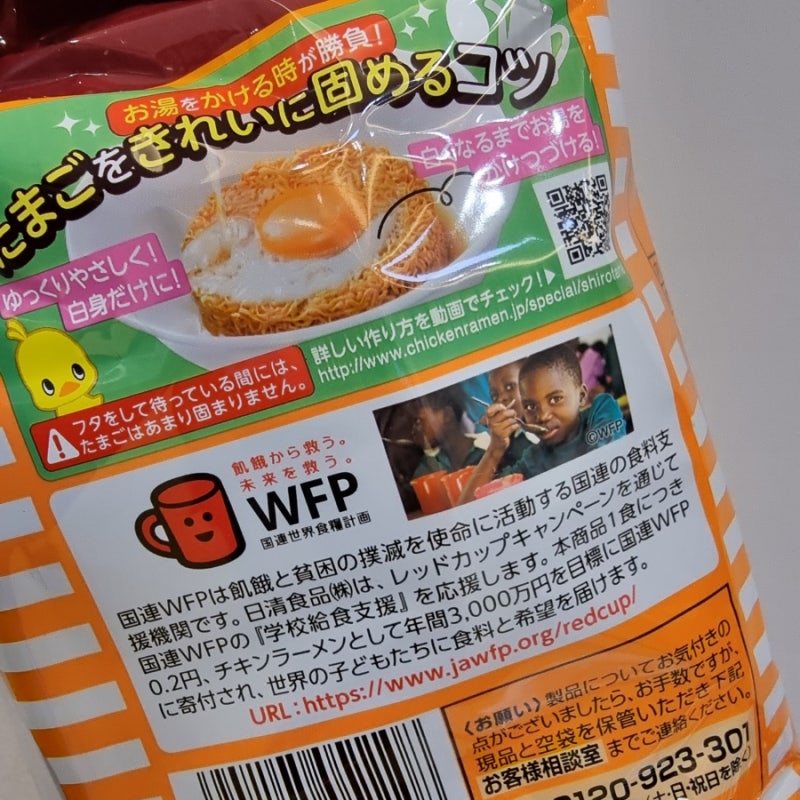 お湯をかける時が勝負!
たまごをきれいに固めるコツ
白くなるまでお湯を
かけつづける!
ゆっくりやさしく!
白身だけに!
詳しい作り方を動画でチェック!▶
http://www.chickenramen.jp/special/shirotama
フタをして待っている間には、
たまごはあまり固まりません。
飢餓から救う。
未来を救う。
WFP
国連世界食糧計画
©WFP
国連WFPは飢餓と貧困の撲滅を使命に活動する国連の食料支
援機関です。日清食品㈱は、レッドカップキャンペーンを通じて
国連WFPの『学校給食支援』を応援します。本商品1食につき
0.2円、チキンラーメンとして年間3,000万円を目標に国連WFP
に寄付され、世界の子どもたちに食料と希望を届けます。
URL:https://www.jawfp.org/redcup/
〈お願い〉製品についてお気付きの
点がございましたら、お手数ですが、
現品と空袋を保管いただき下記
お客様相談室までご連絡ください。
0120-923-301
(土・日・祝日を除く)